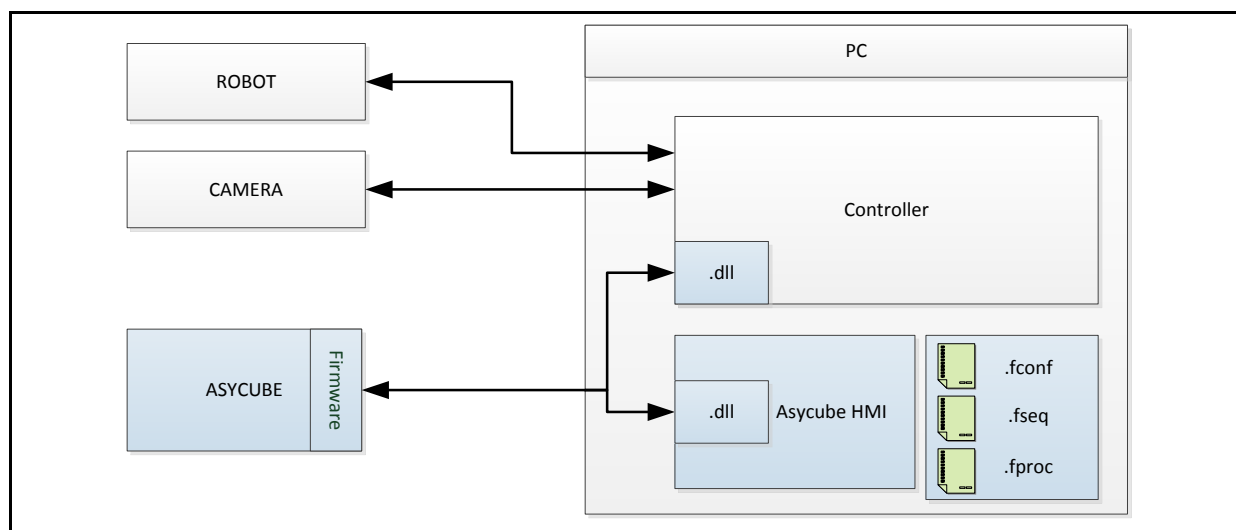 PC
ROBOT
CAMERA
Controller
.dll
ASYCUBE
Firmware
.dll
Asycube HMI
.fconf
.fseq
.fproc